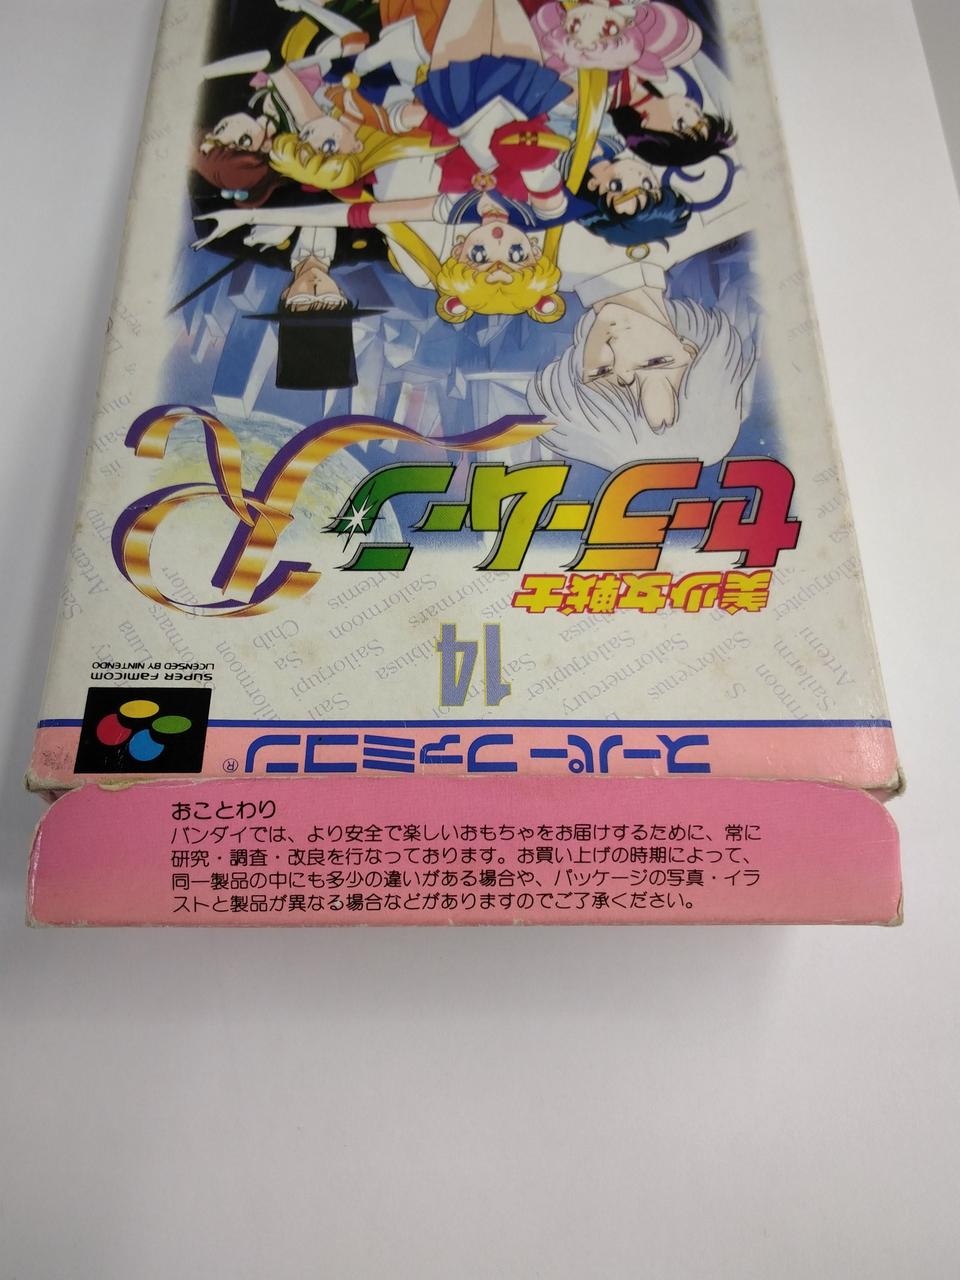 おことわり
バンダイでは、より安全で楽しいおもちゃをお届けするために、常に
研究・調査・改良を行なっております。お買い上げの時期によって、
同一製品の中にも多少の違いがある場合や、パッケージの写真・イラ
ストと製品が異なる場合などがありますのでご了承ください。
スーパーファミコン®
SUPER FAMICOM
LICENSED BY NINTENDO
14
美少女戦士
セーラームーンR